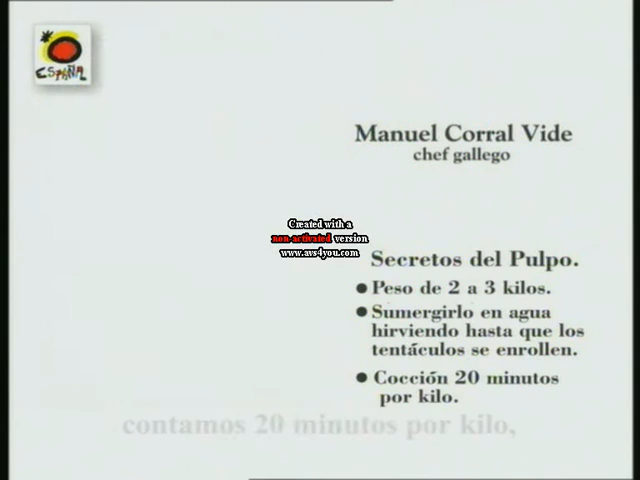 ESPAÑA
Manuel Corral Vide
chef gallego
Created with a
non-activated version
www.avs4you.com
Secretos del Pulpo.
● Peso de 2 a 3 kilos.
● Sumergirlo en agua
hirviendo hasta que los
tentáculos se enrollen.
● Cocción 20 minutos
por kilo.
contamos 20 minutos por kilo,